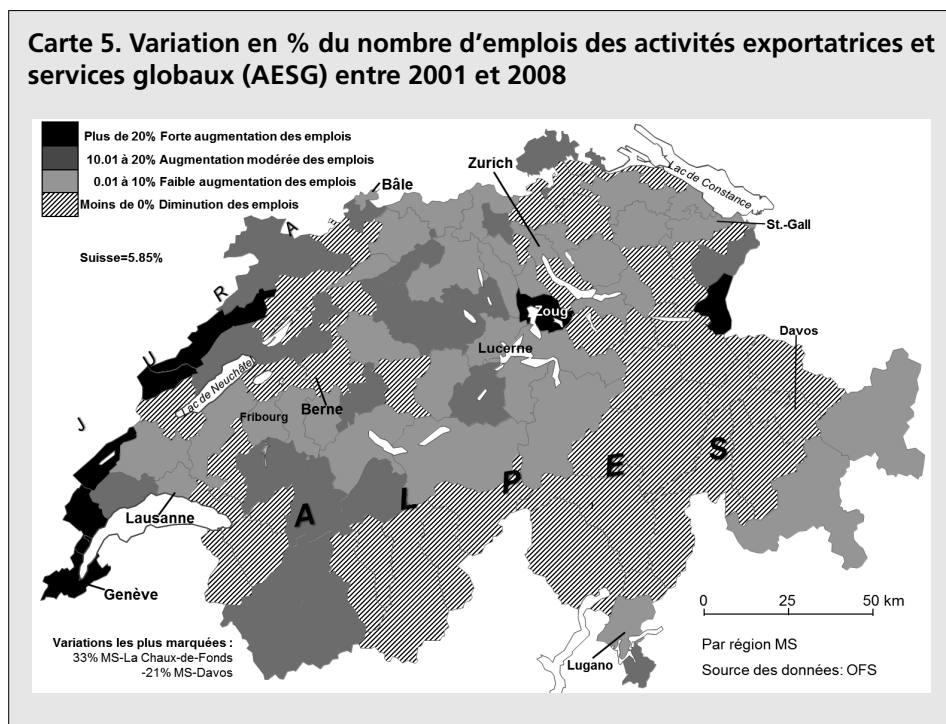 Carte 5. Variation en % du nombre d’emplois des activités exportatrices et
services globaux (AESG) entre 2001 et 2008
Plus de 20% Forte augmentation des emplois
10.01 à 20% Augmentation modérée des emplois
0.01 à 10% Faible augmentation des emplois
Moins de 0% Diminution des emplois
Suisse=5.85%
Bâle
Zurich
Lac de Constance
St.-Gall
J U R A
Zoug
Lucerne
Davos
Lac de Neuchâtel
Fribourg
Berne
A L P E S
Lausanne
Genève
Lugano
0 25 50 km
Variations les plus marquées :
33% MS-La Chaux-de-Fonds
-21% MS-Davos
Par région MS
Source des données: OFS